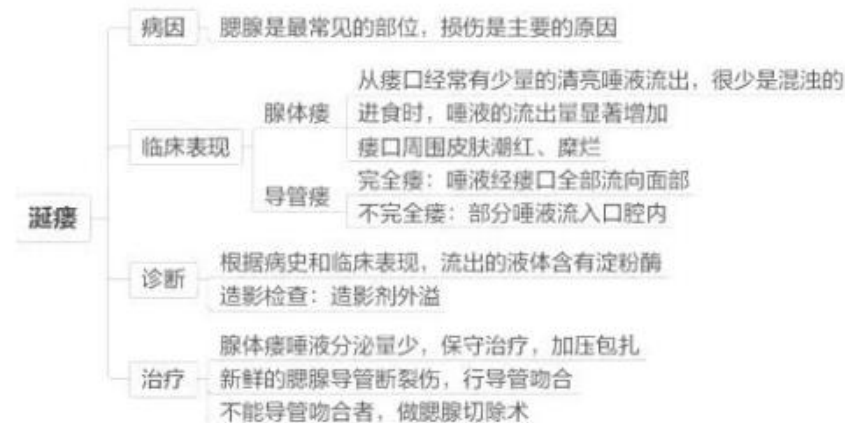 涎瘘
病因
腮腺是最常见的部位，损伤是主要的原因
临床表现
腺体瘘
从瘘口经常有少量的清亮唾液流出，很少是混浊的
进食时，唾液的流出量显著增加
瘘口周围皮肤潮红、糜烂
导管瘘
完全瘘：唾液经瘘口全部流向面部
不完全瘘：部分唾液流入口腔内
诊断
根据病史和临床表现，流出的液体含有淀粉酶
造影检查：造影剂外溢
治疗
腺体瘘唾液分泌量少，保守治疗，加压包扎
新鲜的腮腺导管断裂伤，行导管吻合
不能导管吻合者，做腮腺切除术